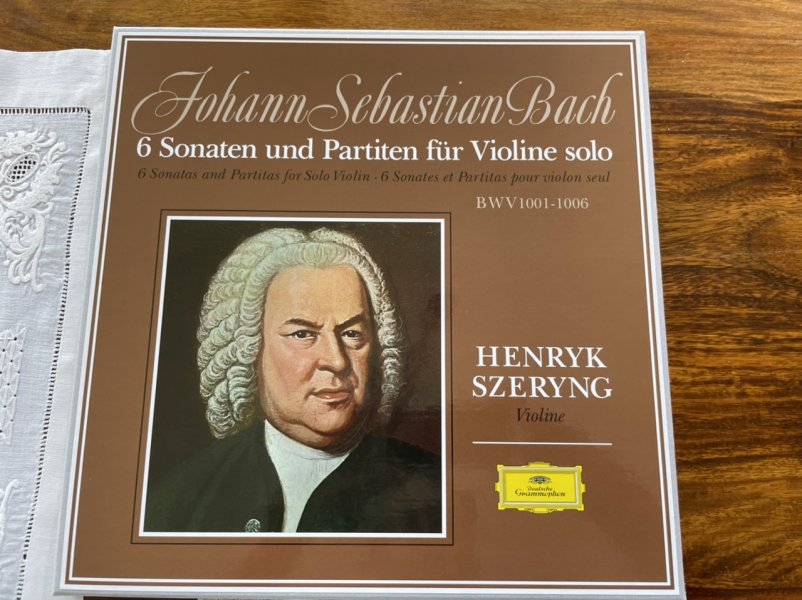 Johann Sebastian Bach
6 Sonaten und Partiten für Violine solo
6 Sonatas and Partitas for Solo Violin · 6 Sonates et Partitas pour violon seul
BWV 1001-1006
HENRYK
SZERYNG
Violine
Deutsche
Grammophon